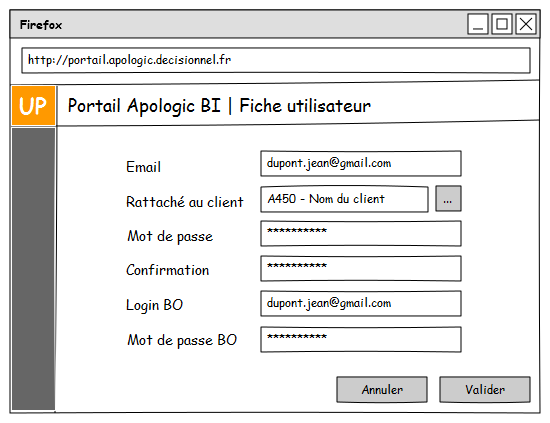 Firefox
http://portail.apologic.decisionnel.fr
UP Portail Apologic BI | Fiche utilisateur
Email dupont.jean@gmail.com
Rattaché au client A450 - Nom du client ...
Mot de passe **********
Confirmation **********
Login BO dupont.jean@gmail.com
Mot de passe BO **********
Annuler Valider